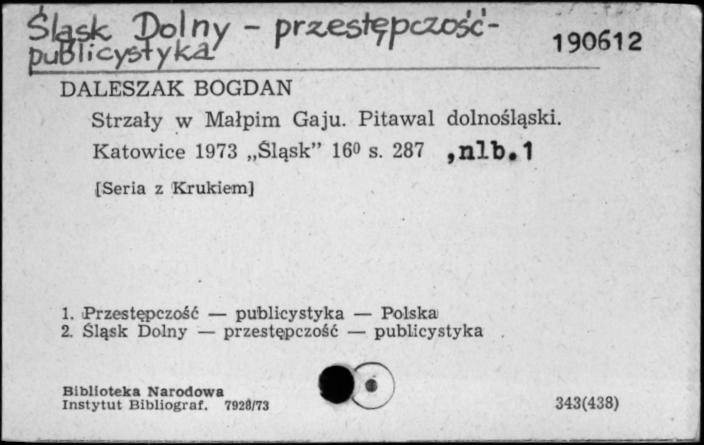 Śląsk Dolny - przestępczość-
publicystyka
190612
DALESZAK BOGDAN
Strzały w Małpim Gaju. Pitawal dolnośląski.
Katowice 1973 „Śląsk” 16⁰ s. 287 ,nlb.1
[Seria z Krukiem]
1. Przestępczość — publicystyka — Polska
2. Śląsk Dolny — przestępczość — publicystyka
Biblioteka Narodowa
Instytut Bibliograf. 7928/73
343(438)